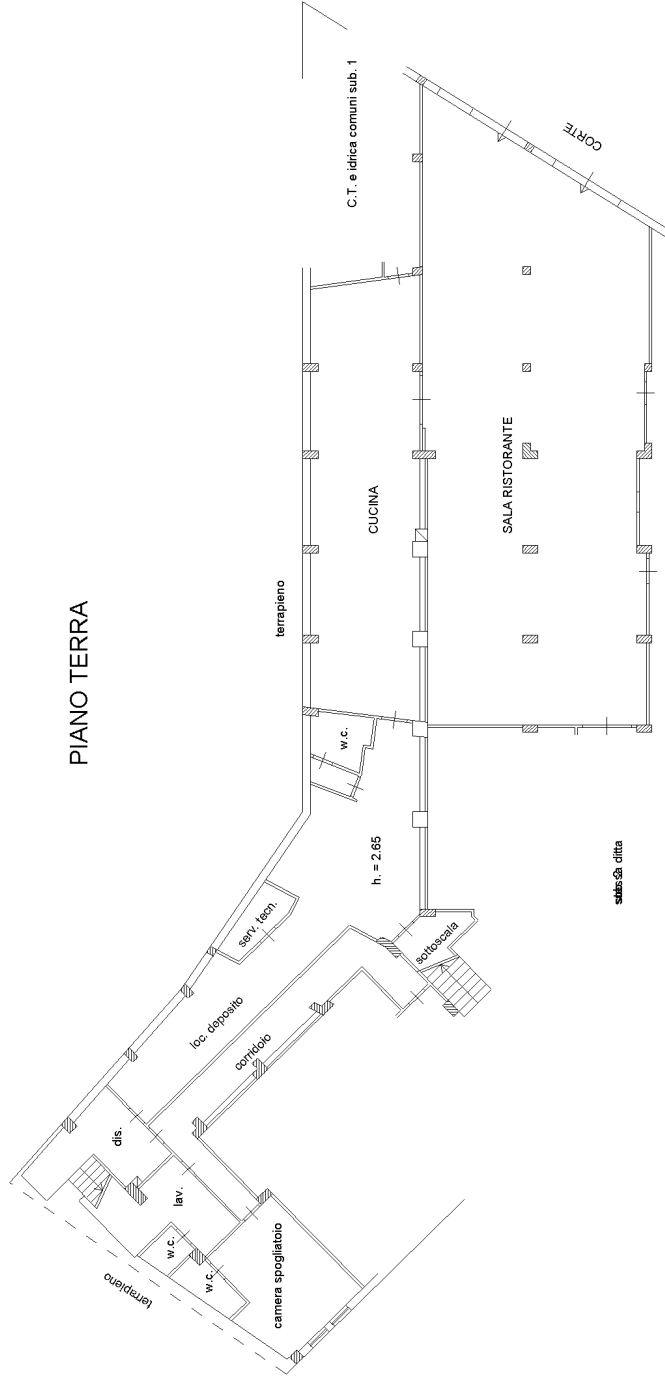 PIANO TERRA
C.T. e idrica comuni sub. 1
CORTE
CUCINA
SALA RISTORANTE
terrapieno
w.c.
h. = 2.65
ditta
serv. tecn.
sottoscala
loc. deposito
corridoio
dis.
lav.
w.c.
w.c.
camera spogliatoio
terrapieno